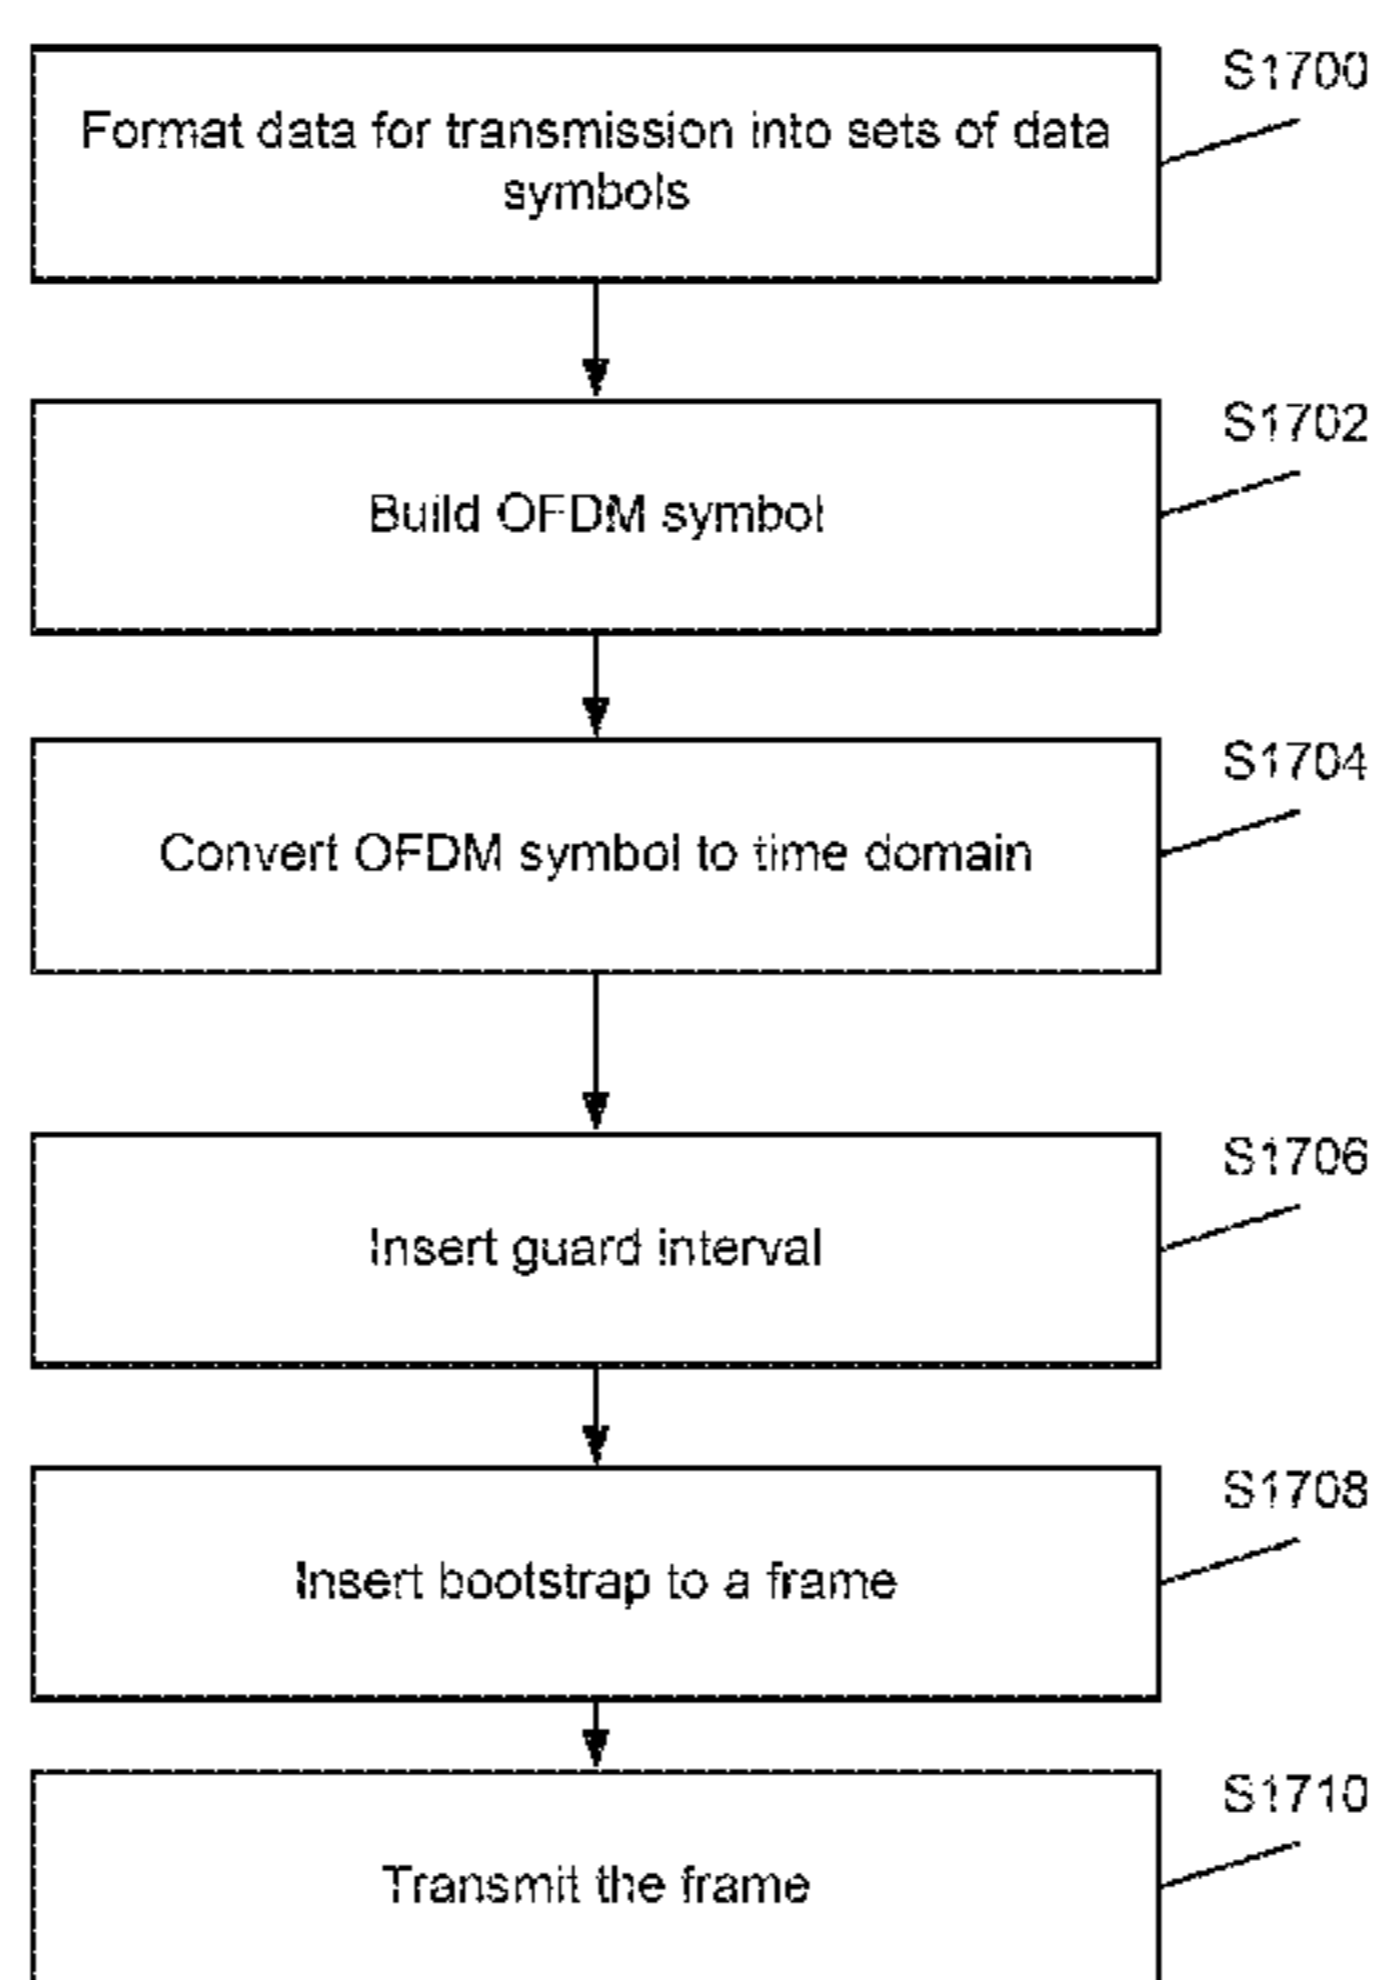 S1700
Format data for transmission into sets of data
symbols
S1702
Build OFDM symbol
S1704
Convert OFDM symbol to time domain
S1706
Insert guard interval
S1708
Insert bootstrap to a frame
S1710
Transmit the frame